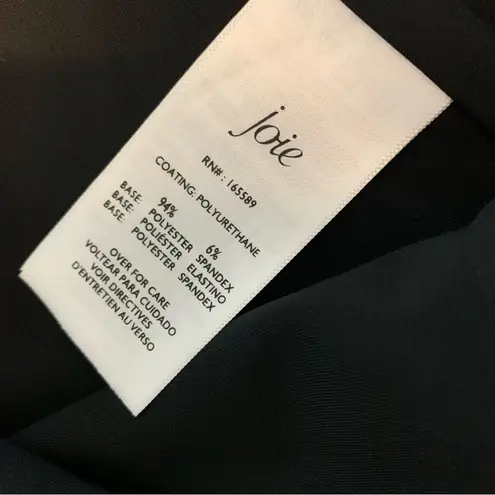 joie
RN#: 165589
COATING: POLYURETHANE
94% 6%
BASE: POLYESTER SPANDEX
BASE: POLIÉSTER ELASTINO
BASE: POLYESTER SPANDEX
OVER FOR CARE
VOLTEAR PARA CUIDADO
VOIR DIRECTIVES
D'ENTRETIEN AU VERSO